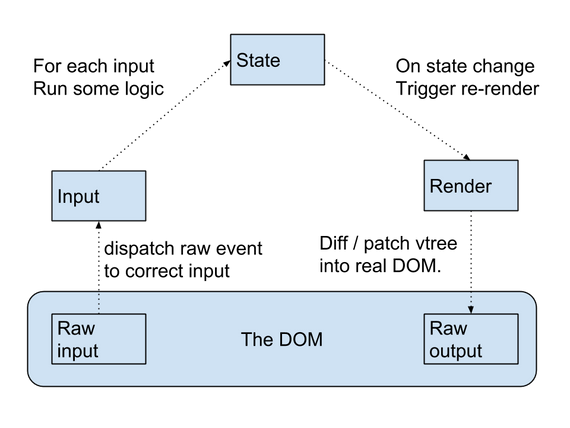 State
For each input
Run some logic
On state change
Trigger re-render
Input
Render
dispatch raw event
to correct input
Diff / patch vtree
into real DOM.
Raw
input
The DOM
Raw
output